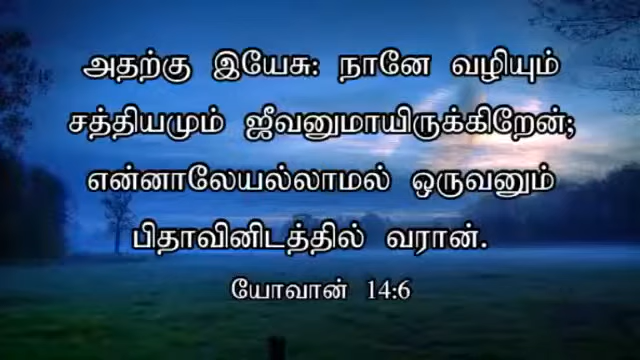 அதற்கு இயேசு: நானே வழியும்
சத்தியமும் ஜீவனுமாயிருக்கிறேன்;
என்னாலேயல்லாமல் ஒருவனும்
பிதாவினிடத்தில் வரான்.
யோவான் 14:6